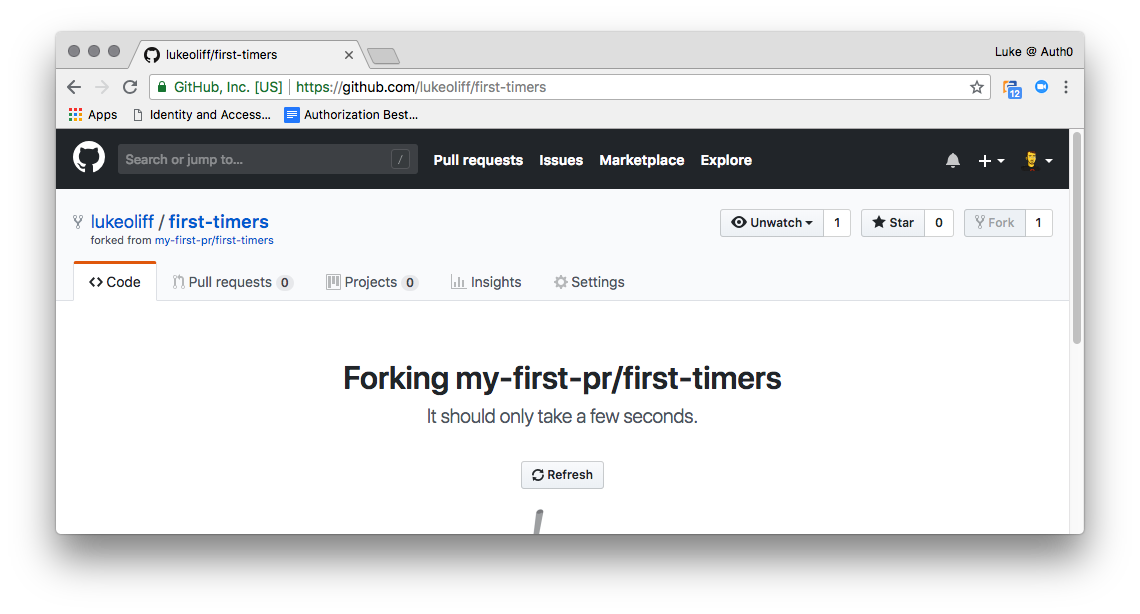 lukeoliff/first-timers
Luke @ Auth0
GitHub, Inc. [US] https://github.com/lukeoliff/first-timers
12
Apps Identity and Access... Authorization Best...
Search or jump to... / Pull requests Issues Marketplace Explore
lukeoliff / first-timers Unwatch 1 Star 0 Fork 1
forked from my-first-pr/first-timers
Code Pull requests 0 Projects 0 Insights Settings
Forking my-first-pr/first-timers
It should only take a few seconds.
Refresh